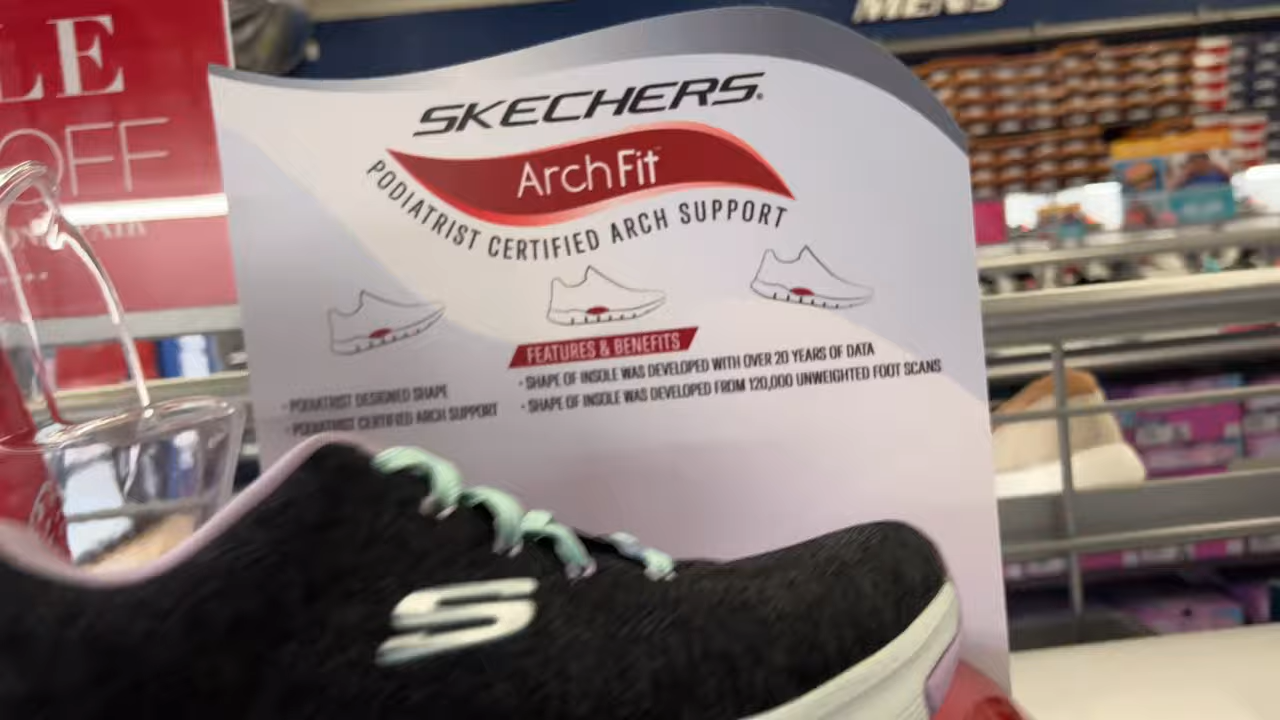 LE
OFF
MENS
SKECHERS.
ArchFit™
PODIATRIST CERTIFIED ARCH SUPPORT
FEATURES & BENEFITS
· PODIATRIST DESIGNED SHAPE
· PODIATRIST CERTIFIED ARCH SUPPORT
· SHAPE OF INSOLE WAS DEVELOPED WITH OVER 20 YEARS OF DATA
· SHAPE OF INSOLE WAS DEVELOPED FROM 120,000 UNWEIGHTED FOOT SCANS
S